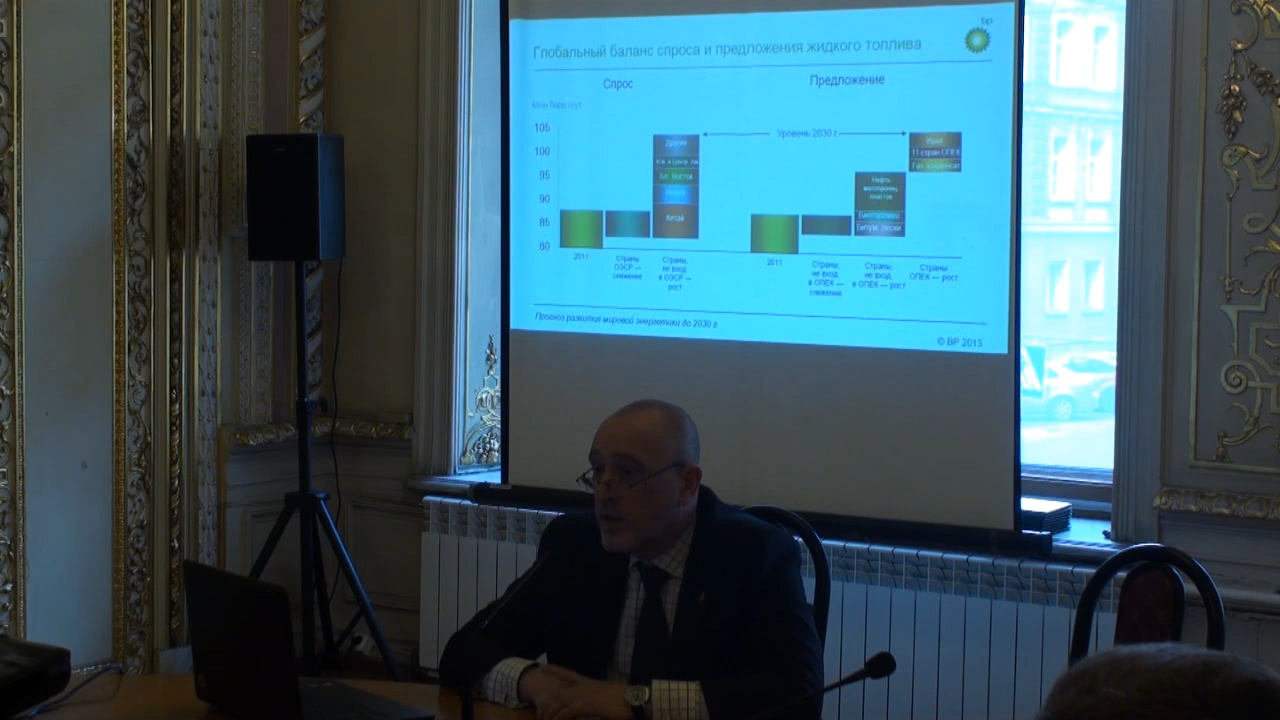 bp
Глобальный баланс спроса и предложения жидкого топлива
Спрос
Предложение
Млн барр./сут
105
100
95
90
85
80
Уровень 2030 г.
Другие
Бл. Восток
Индия
Китай
Нефть
пластов
Биотопливо
Битум. пески
Ирак
11 стран ОПЕК
Газ. конденсат
2011
Страны
ОЭСР —
снижение
Страны,
не вход.
в ОЭСР —
рост
2011
Страны,
не вход.
в ОПЕК —
снижение
Страны,
не вход.
в ОПЕК — рост
Страны
ОПЕК — рост
Прогноз развития мировой энергетики до 2030 г.
© BP 2013